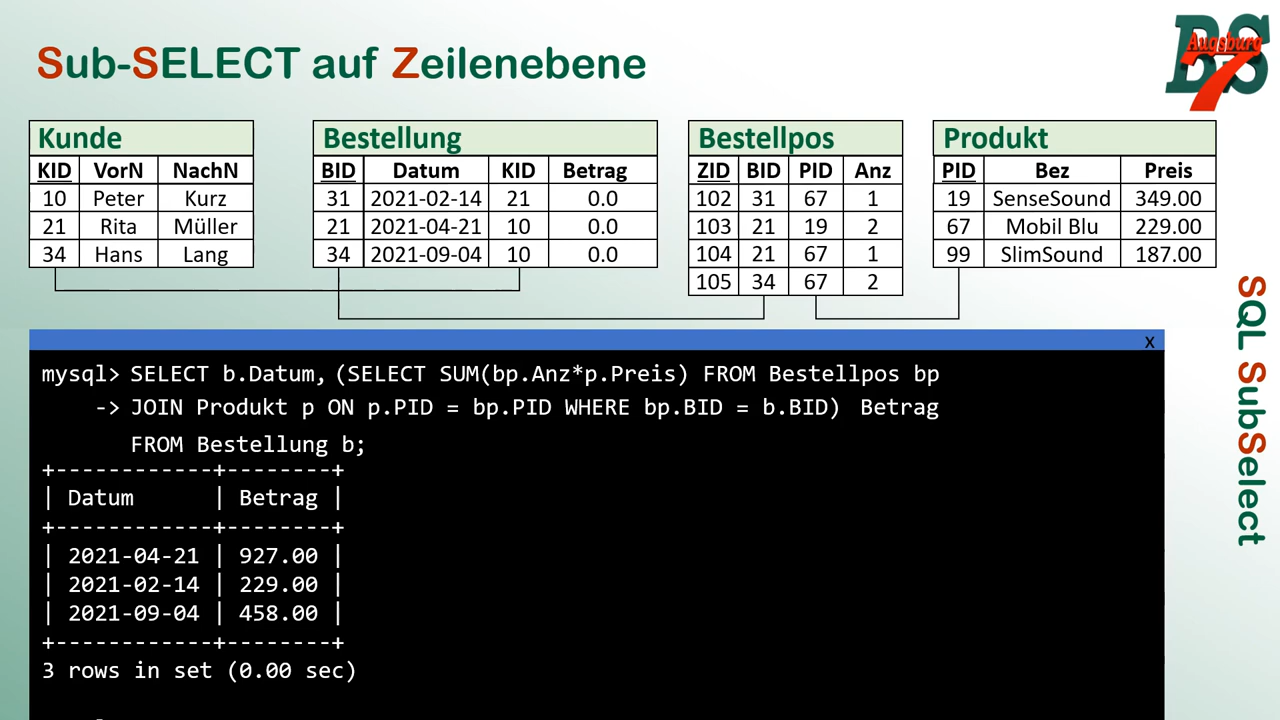 Sub-SELECT auf Zeilenebene
BS
Augsburg
7
Kunde
KID VorN NachN
10 Peter Kurz
21 Rita Müller
34 Hans Lang
Bestellung
BID Datum KID Betrag
31 2021-02-14 21 0.0
21 2021-04-21 10 0.0
34 2021-09-04 10 0.0
Bestellpos
ZID BID PID Anz
102 31 67 1
103 21 19 2
104 21 67 1
105 34 67 2
Produkt
PID Bez Preis
19 SenseSound 349.00
67 Mobil Blu 229.00
99 SlimSound 187.00
SQL SubSelect
x
mysql> SELECT b.Datum, (SELECT SUM(bp.Anz*p.Preis) FROM Bestellpos bp
-> JOIN Produkt p ON p.PID = bp.PID WHERE bp.BID = b.BID) Betrag
FROM Bestellung b;
+------------+--------+
| Datum | Betrag |
+------------+--------+
| 2021-04-21 | 927.00 |
| 2021-02-14 | 229.00 |
| 2021-09-04 | 458.00 |
+------------+--------+
3 rows in set (0.00 sec)